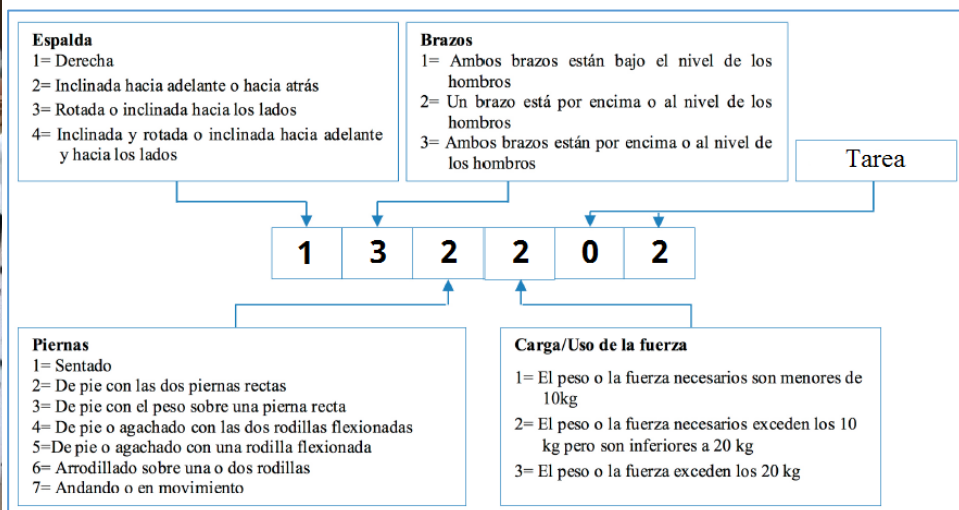 Espalda
1= Derecha
2= Inclinada hacia adelante o hacia atrás
3= Rotada o inclinada hacia los lados
4= Inclinada y rotada o inclinada hacia adelante
y hacia los lados
Brazos
1= Ambos brazos están bajo el nivel de los
hombros
2= Un brazo está por encima o al nivel de los
hombros
3= Ambos brazos están por encima o al nivel de
los hombros
Tarea
1 3 2 2 0 2
Piernas
1= Sentado
2= De pie con las dos piernas rectas
3= De pie con el peso sobre una pierna recta
4= De pie o agachado con las dos rodillas flexionadas
5=De pie o agachado con una rodilla flexionada
6= Arrodillado sobre una o dos rodillas
7= Andando o en movimiento
Carga/Uso de la fuerza
1= El peso o la fuerza necesarios son menores de
10kg
2= El peso o la fuerza necesarios exceden los 10
kg pero son inferiores a 20 kg
3= El peso o la fuerza exceden los 20 kg